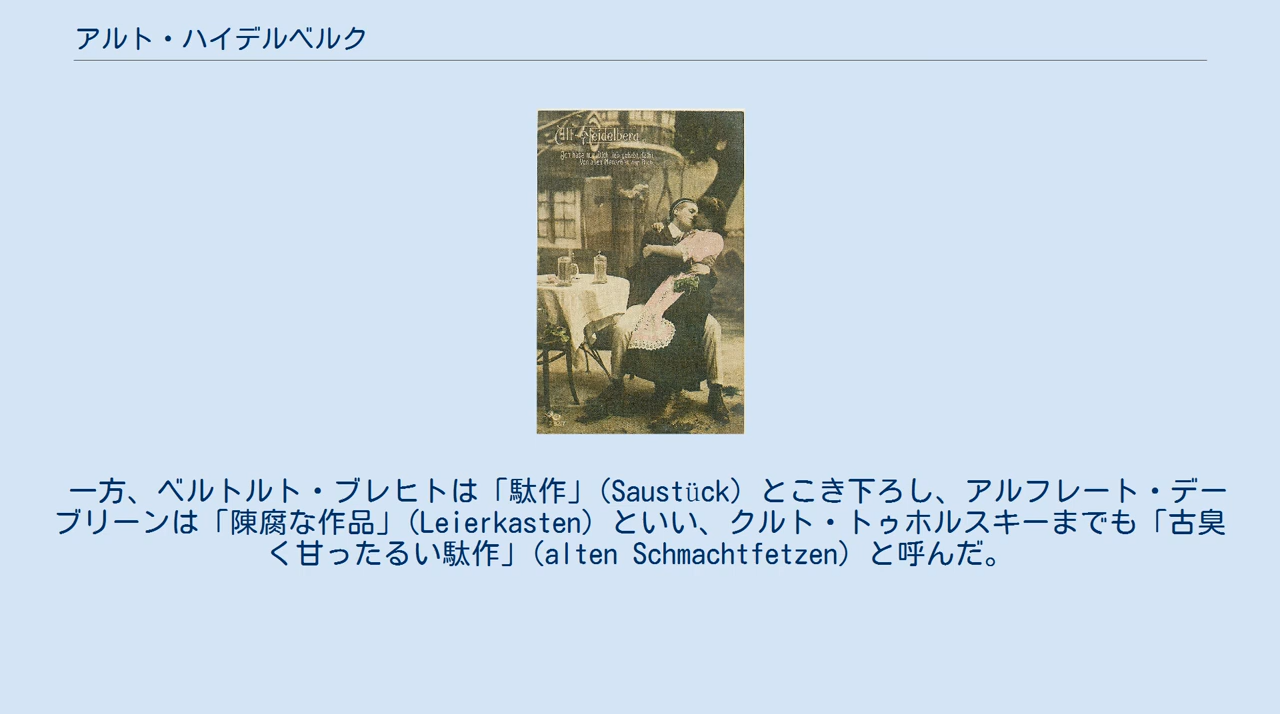 アルト・ハイデルベルク
Alt-Heidelberg
一方、ベルトルト・ブレヒトは「駄作」（Saustück）とこき下ろし、アルフレート・デー
ブリーンは「陳腐な作品」（Leierkasten）といい、クルト・トゥホルスキーまでも「古臭
く甘ったるい駄作」（alten Schmachtfetzen）と呼んだ。